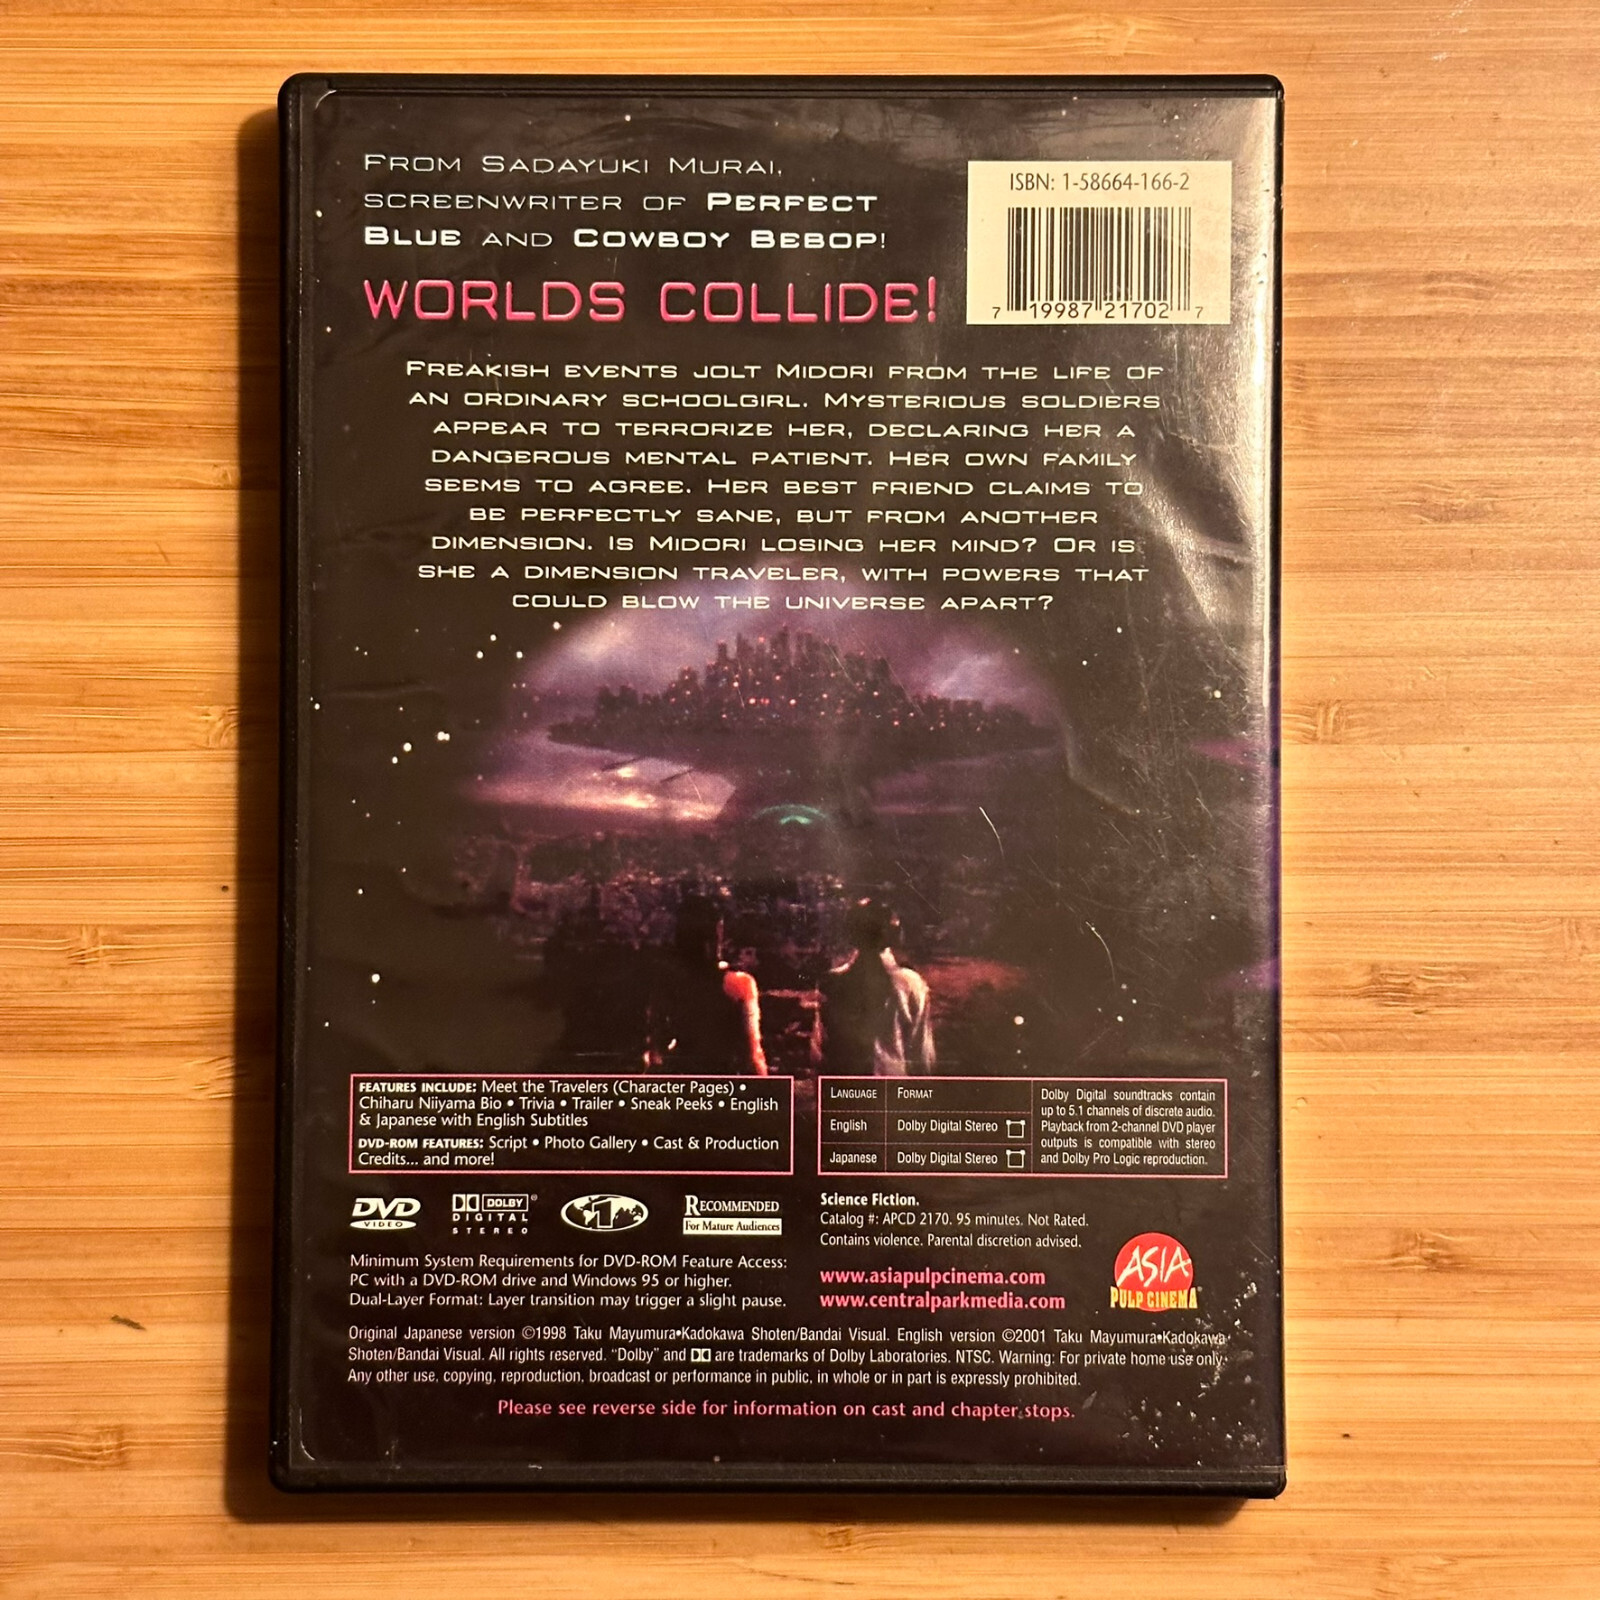 FROM SADAYUKI MURAI,
SCREENWRITER OF PERFECT
BLUE AND COWBOY BEBOP!
WORLDS COLLIDE!
ISBN: 1-58664-166-2
7 19987 21702 7
FREAKISH EVENTS JOLT MIDORI FROM THE LIFE OF
AN ORDINARY SCHOOLGIRL. MYSTERIOUS SOLDIERS
APPEAR TO TERRORIZE HER, DECLARING HER A
DANGEROUS MENTAL PATIENT. HER OWN FAMILY
SEEMS TO AGREE. HER BEST FRIEND CLAIMS TO
BE PERFECTLY SANE, BUT FROM ANOTHER
DIMENSION. IS MIDORI LOSING HER MIND? OR IS
SHE A DIMENSION TRAVELER, WITH POWERS THAT
COULD BLOW THE UNIVERSE APART?
FEATURES INCLUDE: Meet the Travelers (Character Pages) •
Chiharu Niiyama Bio • Trivia • Trailer • Sneak Peeks • English
& Japanese with English Subtitles
DVD-ROM FEATURES: Script • Photo Gallery • Cast & Production
Credits... and more!
LANGUAGE FORMAT
English Dolby Digital Stereo
Japanese Dolby Digital Stereo
Dolby Digital soundtracks contain
up to 5.1 channels of discrete audio.
Playback from 2-channel DVD player
outputs is compatible with stereo
and Dolby Pro Logic reproduction.
DVD
VIDEO
DOLBY®
DIGITAL
STEREO
1
RECOMMENDED
For Mature Audiences
Science Fiction.
Catalog #: APCD 2170. 95 minutes. Not Rated.
Contains violence. Parental discretion advised.
Minimum System Requirements for DVD-ROM Feature Access:
PC with a DVD-ROM drive and Windows 95 or higher.
Dual-Layer Format: Layer transition may trigger a slight pause.
www.asiapulpcinema.com
www.centralparkmedia.com
ASIA
PULP CINEMA
Original Japanese version ©1998 Taku Mayumura•Kadokawa Shoten/Bandai Visual. English version ©2001 Taku Mayumura•Kadokawa
Shoten/Bandai Visual. All rights reserved. "Dolby" and are trademarks of Dolby Laboratories. NTSC. Warning: For private home use only.
Any other use, copying, reproduction, broadcast or performance in public, in whole or in part is expressly prohibited.
Please see reverse side for information on cast and chapter stops.